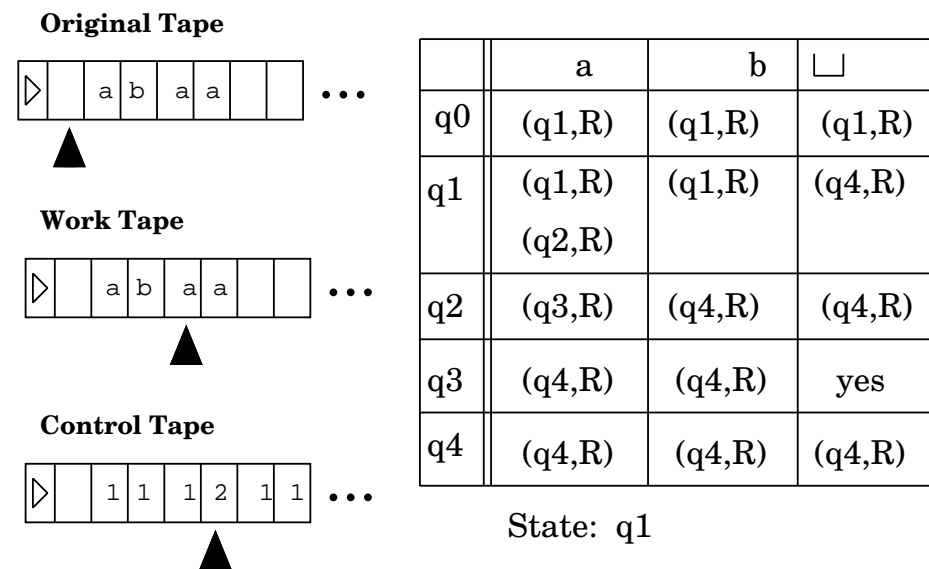 Original Tape
▷ a b a a ...
Work Tape
▷ a b a a ...
Control Tape
▷ 1 1 1 2 1 1 ...
a b ⊔
q0 (q1,R) (q1,R) (q1,R)
q1 (q1,R) (q1,R) (q4,R)
(q2,R)
q2 (q3,R) (q4,R) (q4,R)
q3 (q4,R) (q4,R) yes
q4 (q4,R) (q4,R) (q4,R)
State: q1